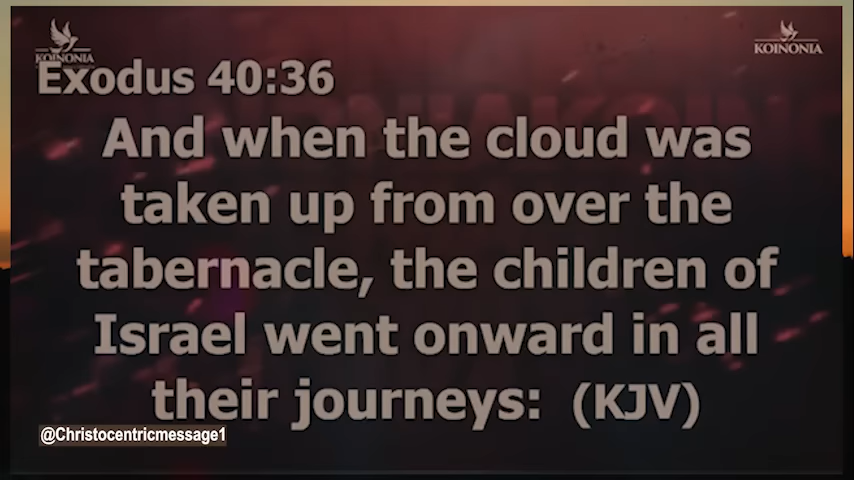 KOINONIA
KOINONIA
Exodus 40:36
And when the cloud was
taken up from over the
tabernacle, the children of
Israel went onward in all
their journeys: (KJV)
@Christocentricmessage1